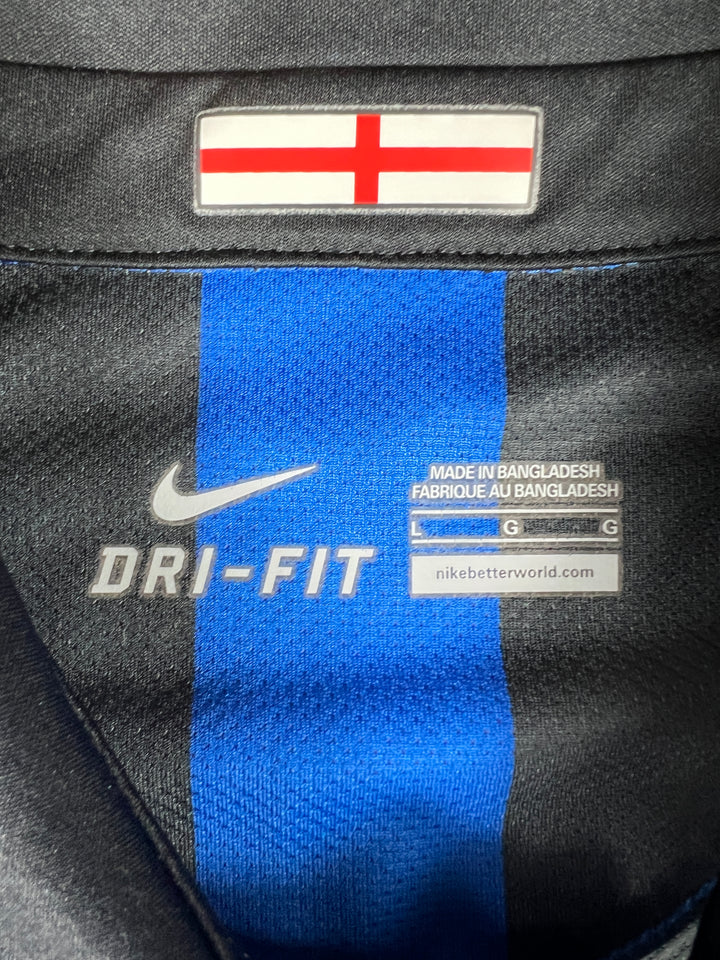 MADE IN BANGLADESH
FABRIQUE AU BANGLADESH
L G G
DRI-FIT
nikebetterworld.com